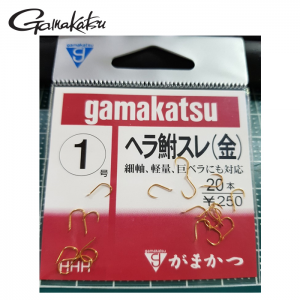 Gamakatsu
gamakatsu
1号
ヘラ鮒スレ(金)
細軸、軽量、巨ベラにも対応
20本
¥250
がまかつ